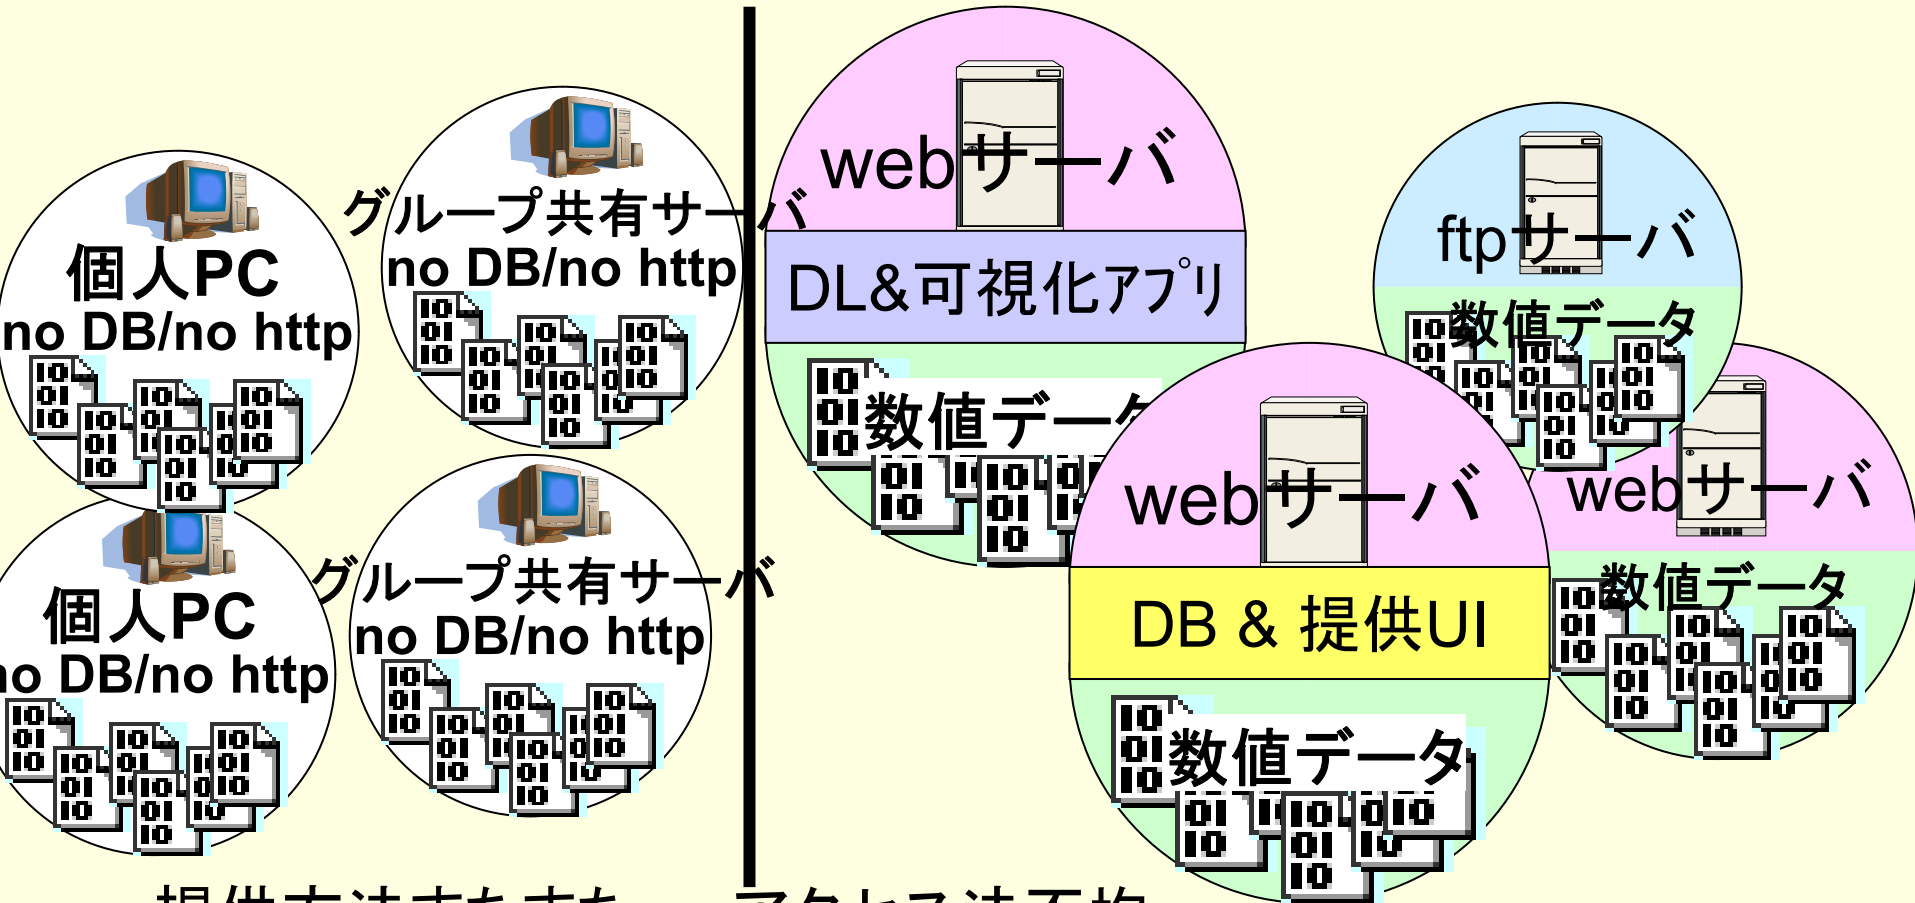 個人PC
no DB/no http
グループ共有サーバ
no DB/no http
個人PC
no DB/no http
グループ共有サーバ
no DB/no http
webサーバ
DL&可視化アプリ
数値データ
ftpサーバ
数値データ
webサーバ
DB & 提供UI
数値データ
webサーバ
数値データ